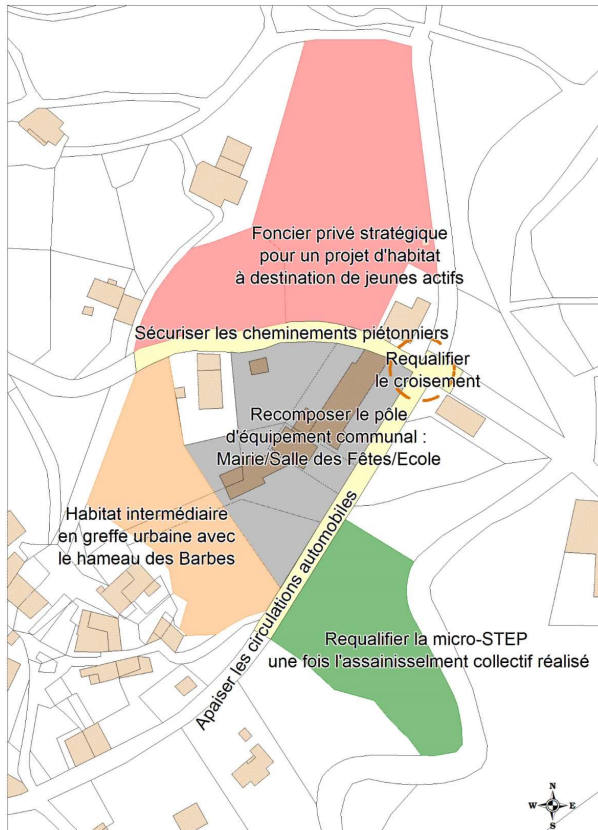 Foncier privé stratégique
pour un projet d'habitat
à destination de jeunes actifs
Sécuriser les cheminements piétonniers
Requalifier
le croisement
Recomposer le pôle
d'équipement communal :
Mairie/Salle des Fêtes/Ecole
Habitat intermédiaire
en greffe urbaine avec
le hameau des Barbes
Apaiser les circulations automobiles
Requalifier la micro-STEP
une fois l'assainisselment collectif réalisé
N
W E
S